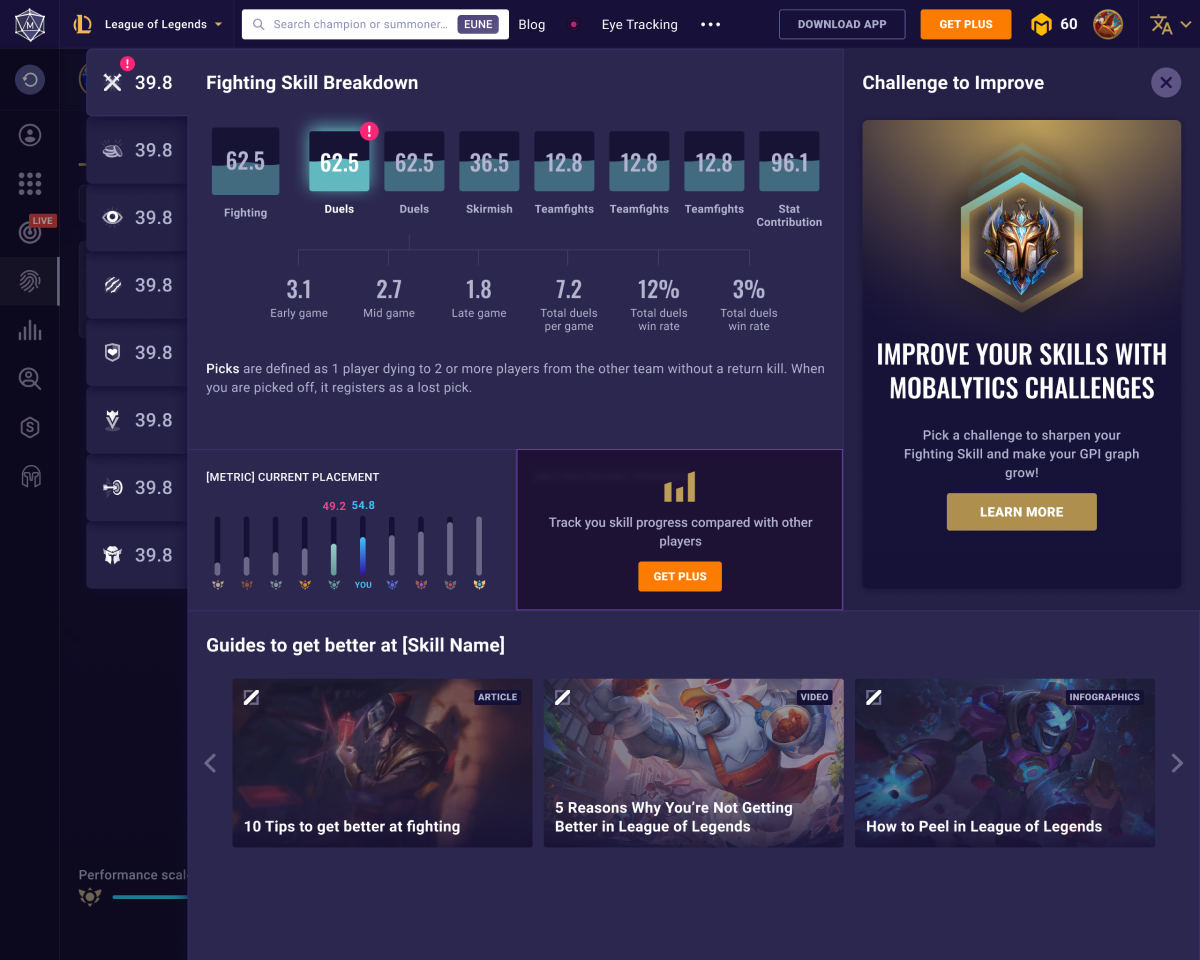 M
League of Legends
Search champion or summoner...
EUNE
Blog
Eye Tracking
DOWNLOAD APP
GET PLUS
60
LIVE
!
39.8
39.8
39.8
39.8
39.8
39.8
39.8
39.8
Performance scal
Fighting Skill Breakdown
62.5
62.5
!
62.5
36.5
12.8
12.8
12.8
96.1
Fighting
Duels
Duels
Skirmish
Teamfights
Teamfights
Teamfights
Stat
Contribution
3.1
2.7
1.8
7.2
12%
3%
Early game
Mid game
Late game
Total duels
per game
Total duels
win rate
Total duels
win rate
Picks are defined as 1 player dying to 2 or more players from the other team without a return kill. When
you are picked off, it registers as a lost pick.
[METRIC] CURRENT PLACEMENT
49.2 54.8
YOU
Track you skill progress compared with other
players
GET PLUS
Challenge to Improve
IMPROVE YOUR SKILLS WITH
MOBALYTICS CHALLENGES
Pick a challenge to sharpen your
Fighting Skill and make your GPI graph
grow!
LEARN MORE
Guides to get better at [Skill Name]
ARTICLE
10 Tips to get better at fighting
VIDEO
5 Reasons Why You’re Not Getting
Better in League of Legends
INFOGRAPHICS
How to Peel in League of Legends